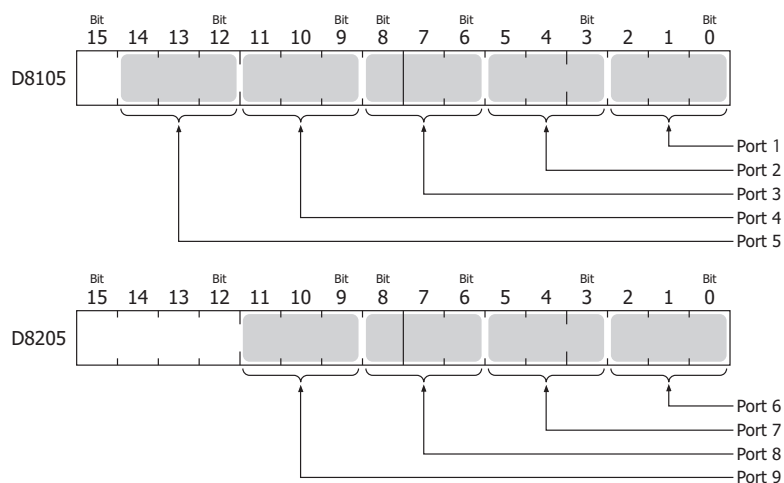 Bit Bit Bit Bit Bit Bit Bit
15 14 13 12 11 10 9 8 7 6 5 4 3 2 1 0
D8105
Port 1
Port 2
Port 3
Port 4
Port 5
Bit Bit Bit Bit Bit Bit Bit
15 14 13 12 11 10 9 8 7 6 5 4 3 2 1 0
D8205
Port 6
Port 7
Port 8
Port 9